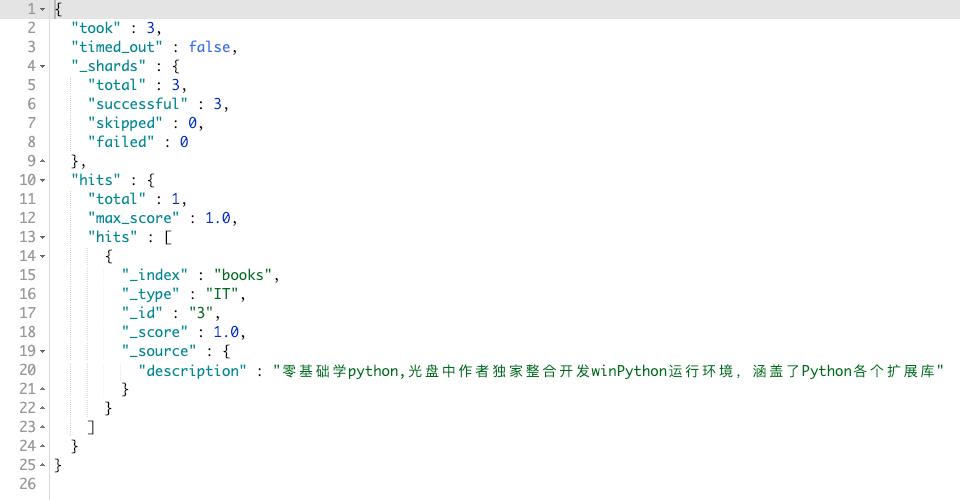 1 {
2 "took" : 3,
3 "timed_out" : false,
4 "_shards" : {
5 "total" : 3,
6 "successful" : 3,
7 "skipped" : 0,
8 "failed" : 0
9 },
10 "hits" : {
11 "total" : 1,
12 "max_score" : 1.0,
13 "hits" : [
14 {
15 "_index" : "books",
16 "_type" : "IT",
17 "_id" : "3",
18 "_score" : 1.0,
19 "_source" : {
20 "description" : "零基础学python,光盘中作者独家整合开发winPython运行环境，涵盖了Python各个扩展库"
21 }
22 }
23 ]
24 }
25 }
26